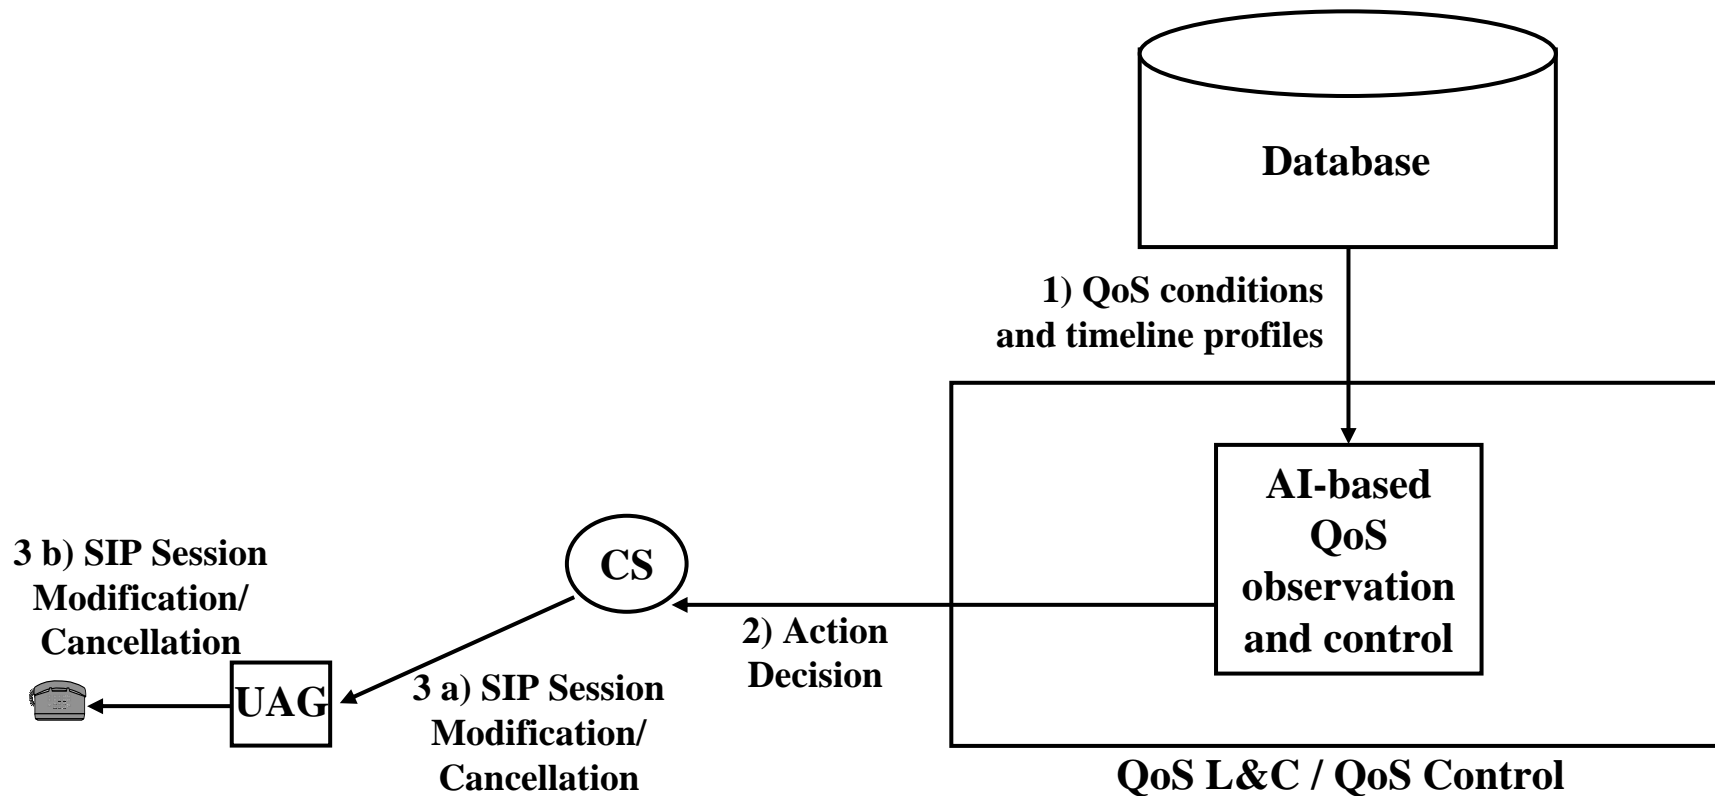 Database
1) QoS conditions
and timeline profiles
AI-based
QoS
observation
and control
CS
2) Action
Decision
3 b) SIP Session
Modification/
Cancellation
UAG
3 a) SIP Session
Modification/
Cancellation
QoS L&C / QoS Control